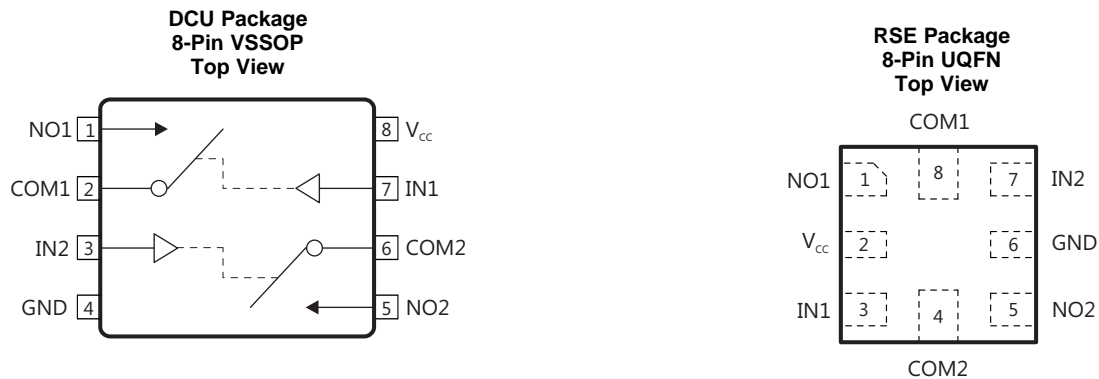 DCU Package
8-Pin VSSOP
Top View
NO1 1
8 Vcc
COM1 2
7 IN1
IN2 3
6 COM2
GND 4
5 NO2
RSE Package
8-Pin UQFN
Top View
COM1
NO1 1
8
7 IN2
Vcc 2
6 GND
IN1 3
4
5 NO2
COM2